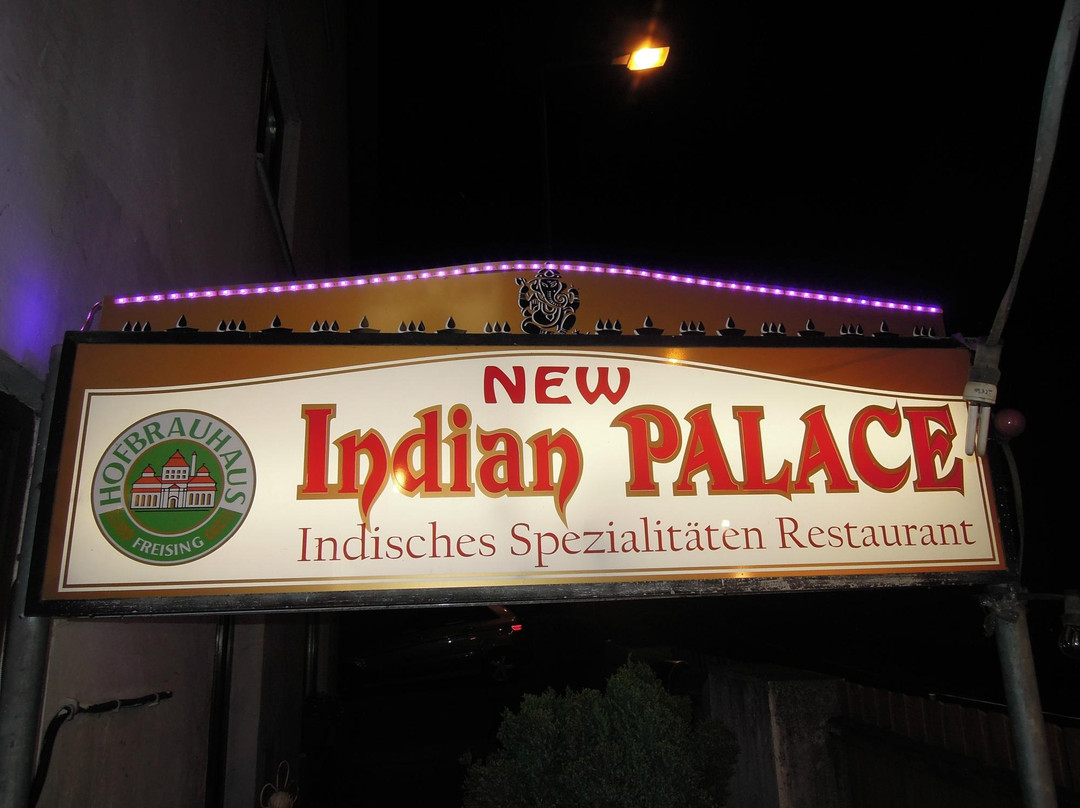 NEW
Indian PALACE
Indisches Spezialitäten Restaurant
HOFBRAUHAUS
FREISING